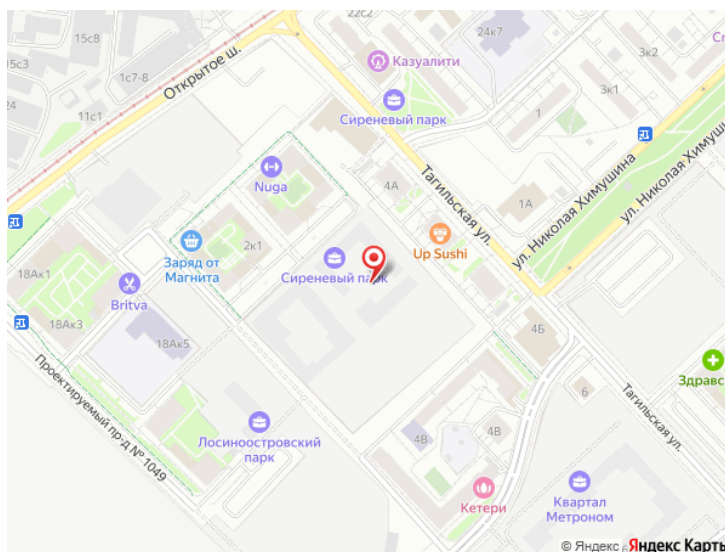 22с2
24к7
15с8
15с3
1с7-8
24
11с1
Открытое ш.
Казуалити
3к2
3к1
Сиреневый парк
1
Тагильская ул.
ул. Николая Химушина
ул. Николая Химушина
Nuga
4А
1А
2к1
Up Sushi
Заряд от
Магнита
Сиреневый парк
18Ак1
Britva
18Ак3
18Ак5
4Б
Проектируемый пр-д № 1049
6
Здравс
Тагильская ул.
Лосиноостровский
парк
4В
4В
Кетери
Квартал
Метроном
© Яндекс Яндекс Карты